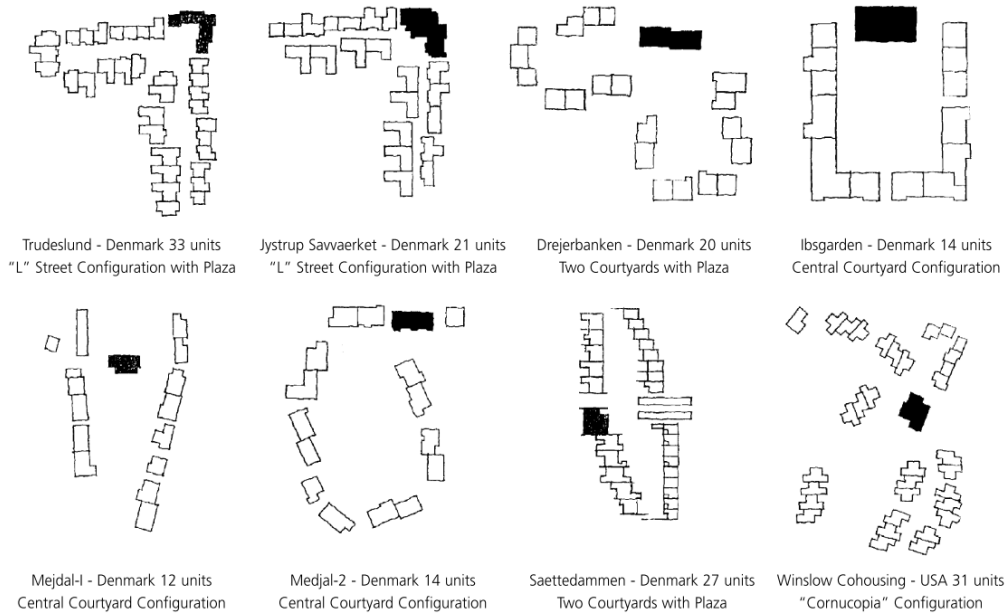 Trudeslund - Denmark 33 units
“L” Street Configuration with Plaza
Jystrup Savvaerket - Denmark 21 units
“L” Street Configuration with Plaza
Drejerbanken - Denmark 20 units
Two Courtyards with Plaza
Ibsgarden - Denmark 14 units
Central Courtyard Configuration
Mejdal-I - Denmark 12 units
Central Courtyard Configuration
Medjal-2 - Denmark 14 units
Central Courtyard Configuration
Saettedammen - Denmark 27 units
Two Courtyards with Plaza
Winslow Cohousing - USA 31 units
“Cornucopia” Configuration